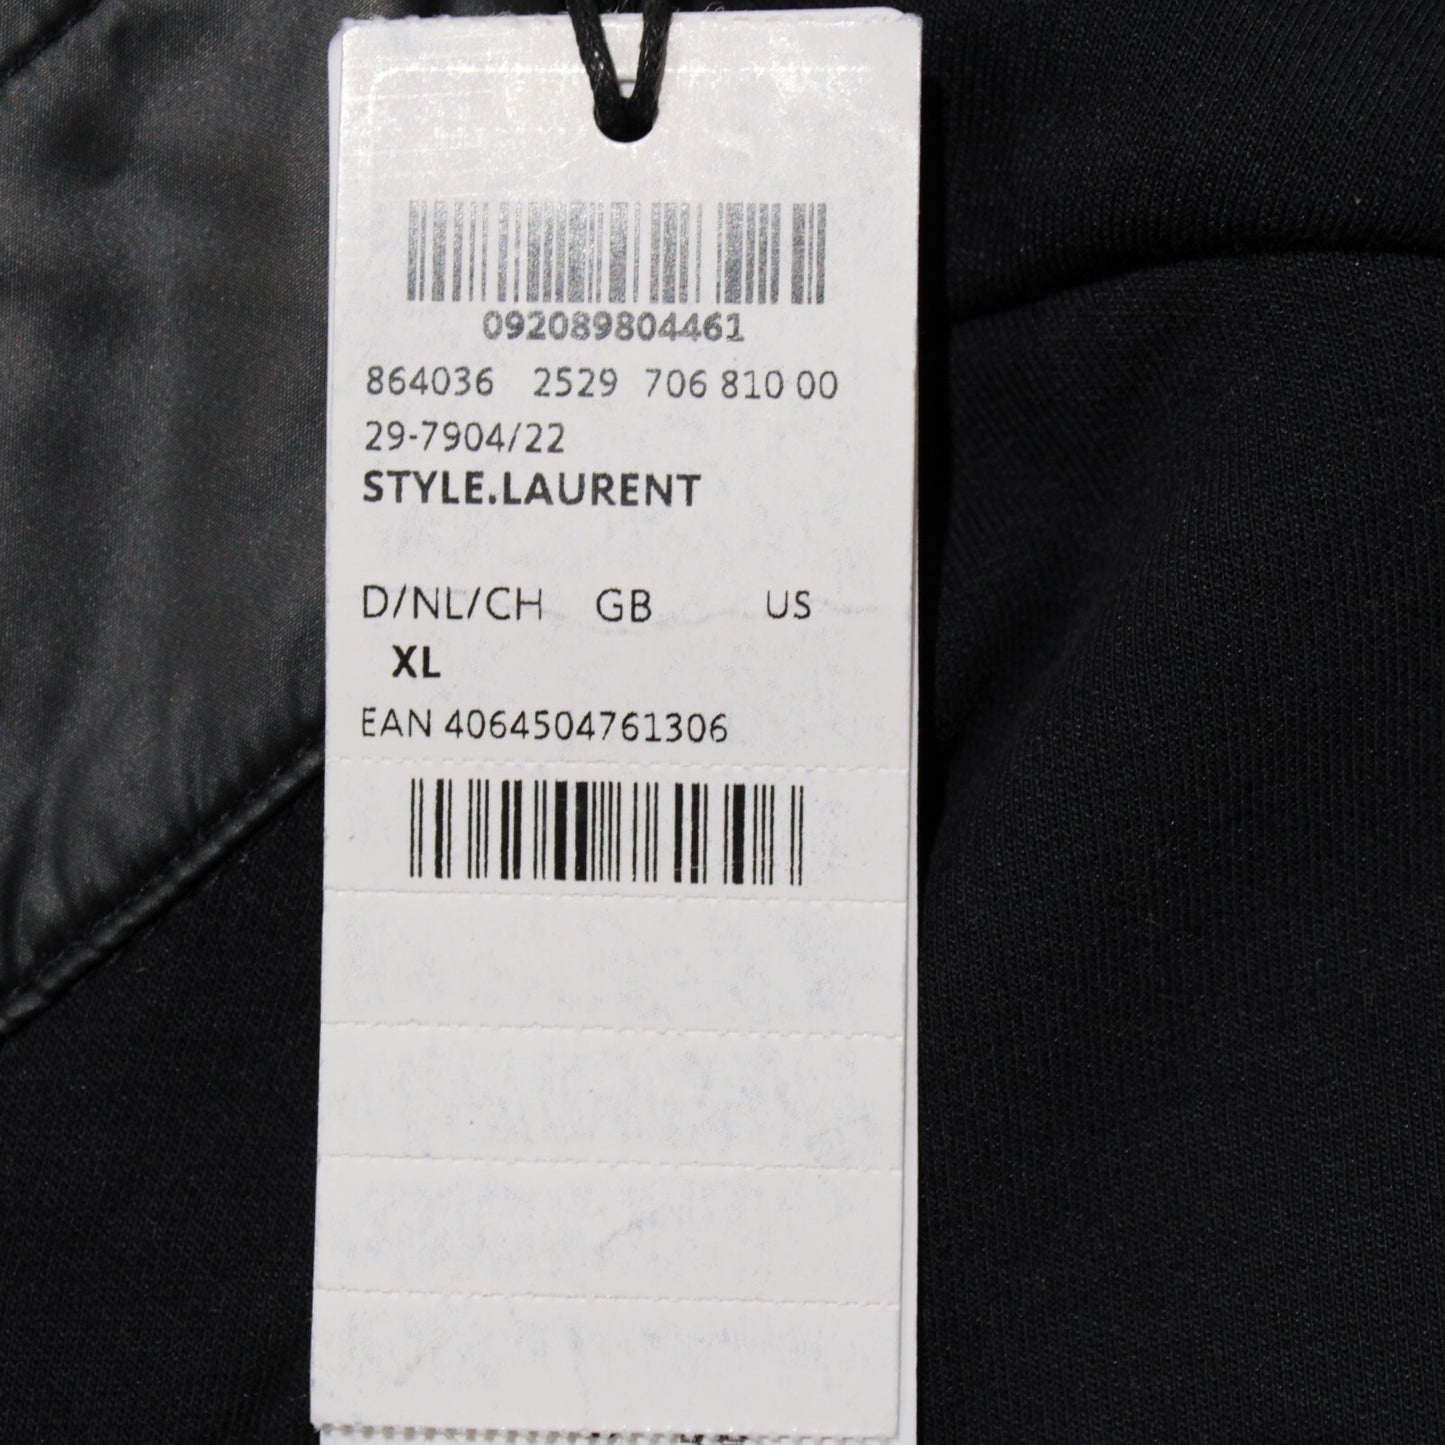 092089804461
864036 2529 706 810 00
29-7904/22
STYLE.LAURENT
D/NL/CH GB US
XL
EAN 4064504761306